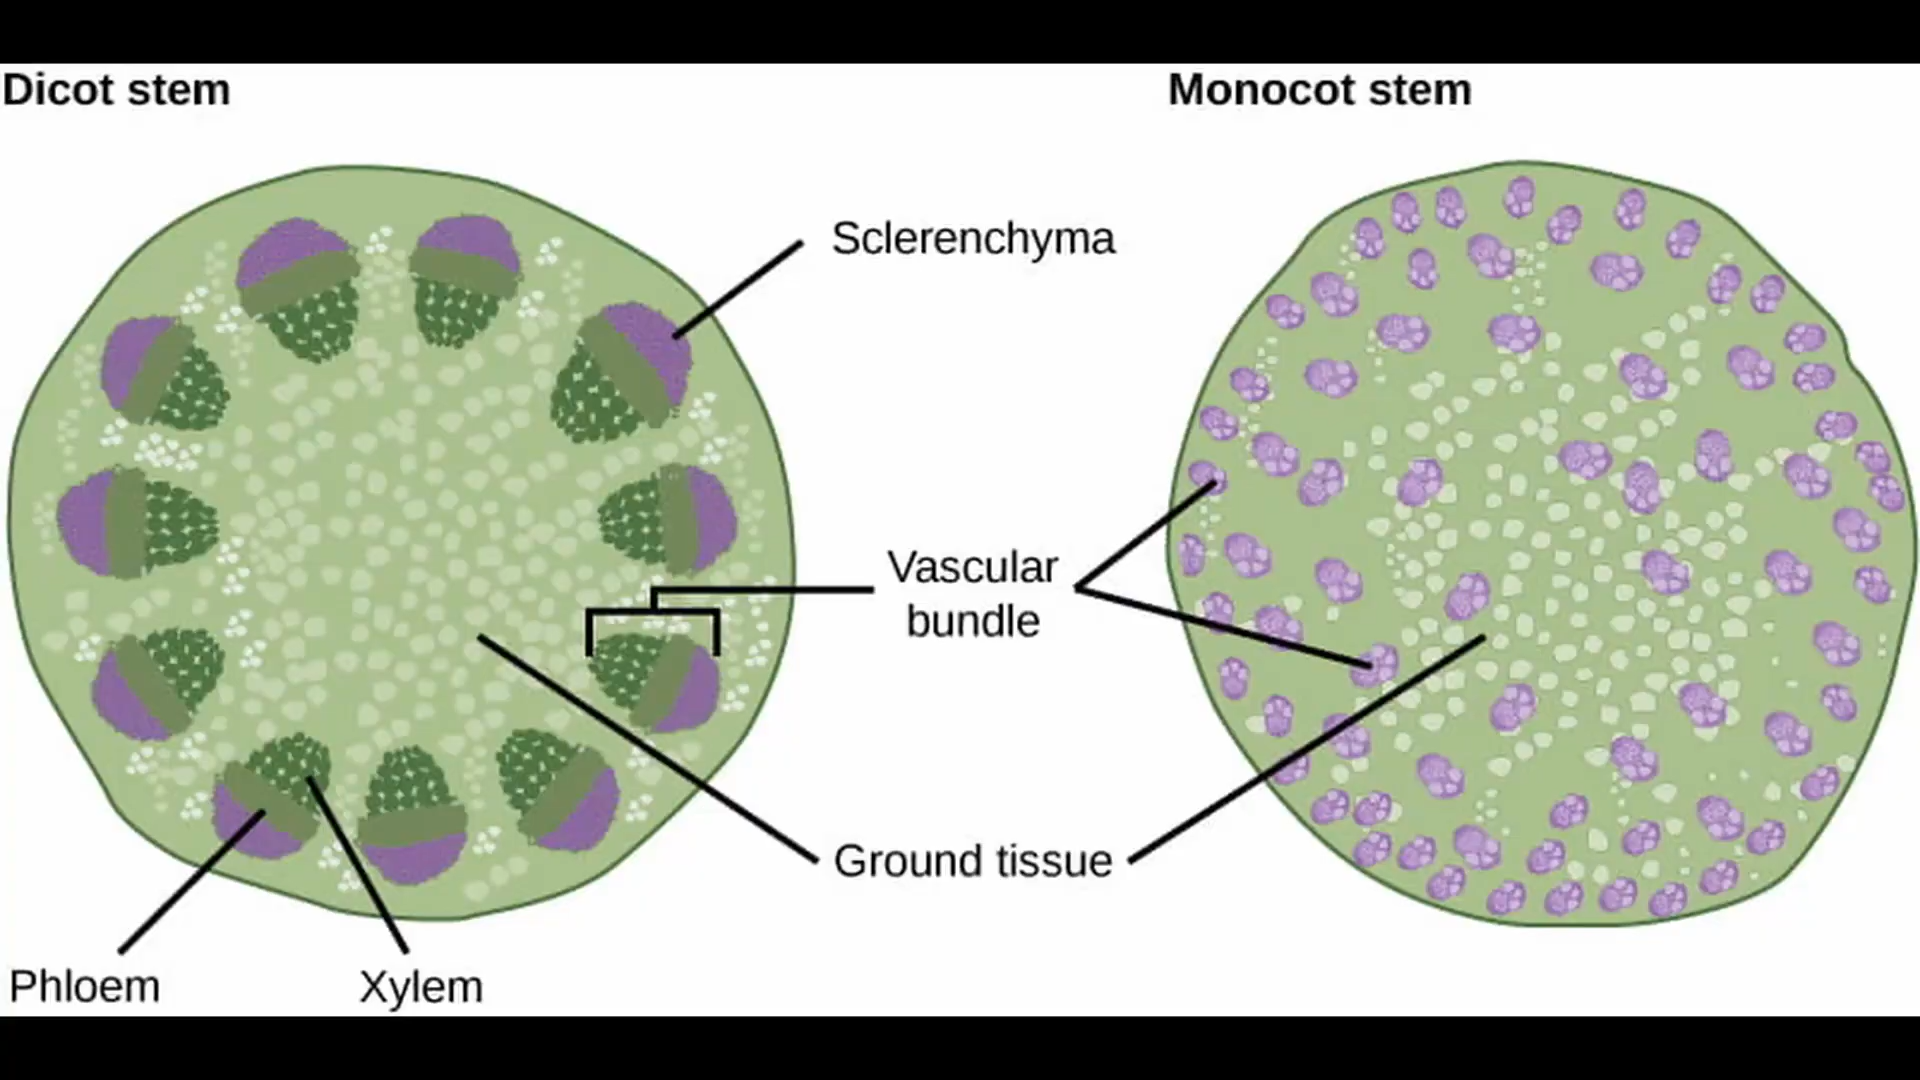 Dicot stem
Monocot stem
Sclerenchyma
Vascular
bundle
Ground tissue
Phloem
Xylem